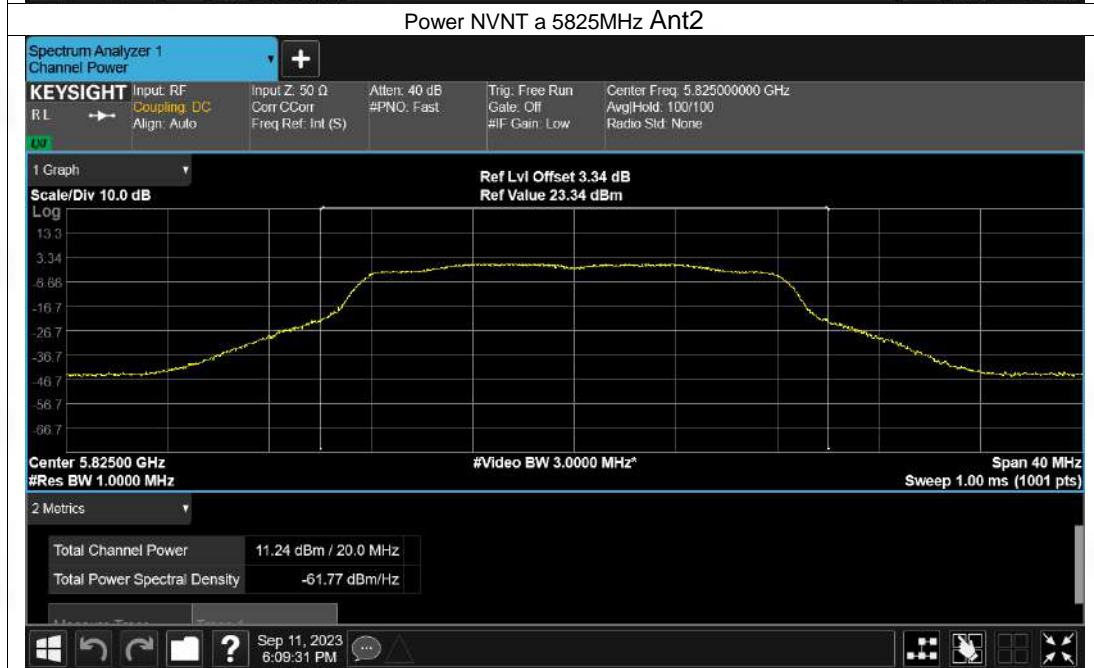 Power NVNT a 5825MHz Ant2
Spectrum Analyzer 1
Channel Power
KEYSIGHT
RL
Input: RF
Coupling: DC
Align: Auto
Input Z: 50 Ω
Corr CCorr
Freq Ref: Int (S)
Atten: 40 dB
#PNO: Fast
Trig: Free Run
Gate: Off
#IF Gain: Low
Center Freq: 5.825000000 GHz
Avg|Hold: 100/100
Radio Std: None
LXI
1 Graph
Ref Lvl Offset 3.34 dB
Scale/Div 10.0 dB
Ref Value 23.34 dBm
Log
13.3
3.34
-6.66
-16.7
-26.7
-36.7
-46.7
-56.7
-66.7
Center 5.82500 GHz
#Video BW 3.0000 MHz*
Span 40 MHz
#Res BW 1.0000 MHz
Sweep 1.00 ms (1001 pts)
2 Metrics
Total Channel Power 11.24 dBm / 20.0 MHz
Total Power Spectral Density -61.77 dBm/Hz
Sep 11, 2023
6:09:31 PM